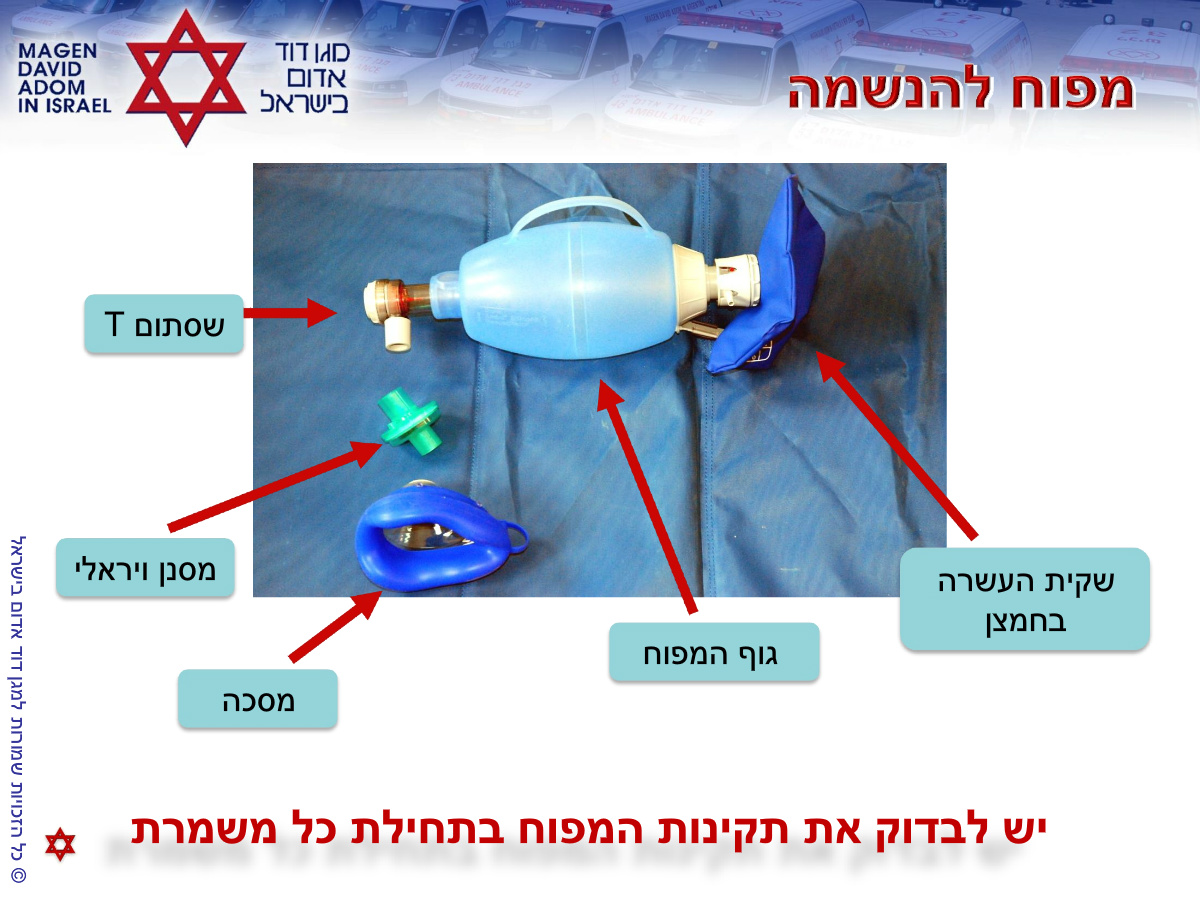 MAGEN
DAVID
ADOM
IN ISRAEL
מגן דוד
אדום
בישראל
מפוח להנשמה
שסתום T
מסנן ויראלי
מסכה
גוף המפוח
שקית העשרה
בחמצן
יש לבדוק את תקינות המפוח בתחילת כל משמרת
© כל הזכויות שמורות למגן דוד אדום בישראל